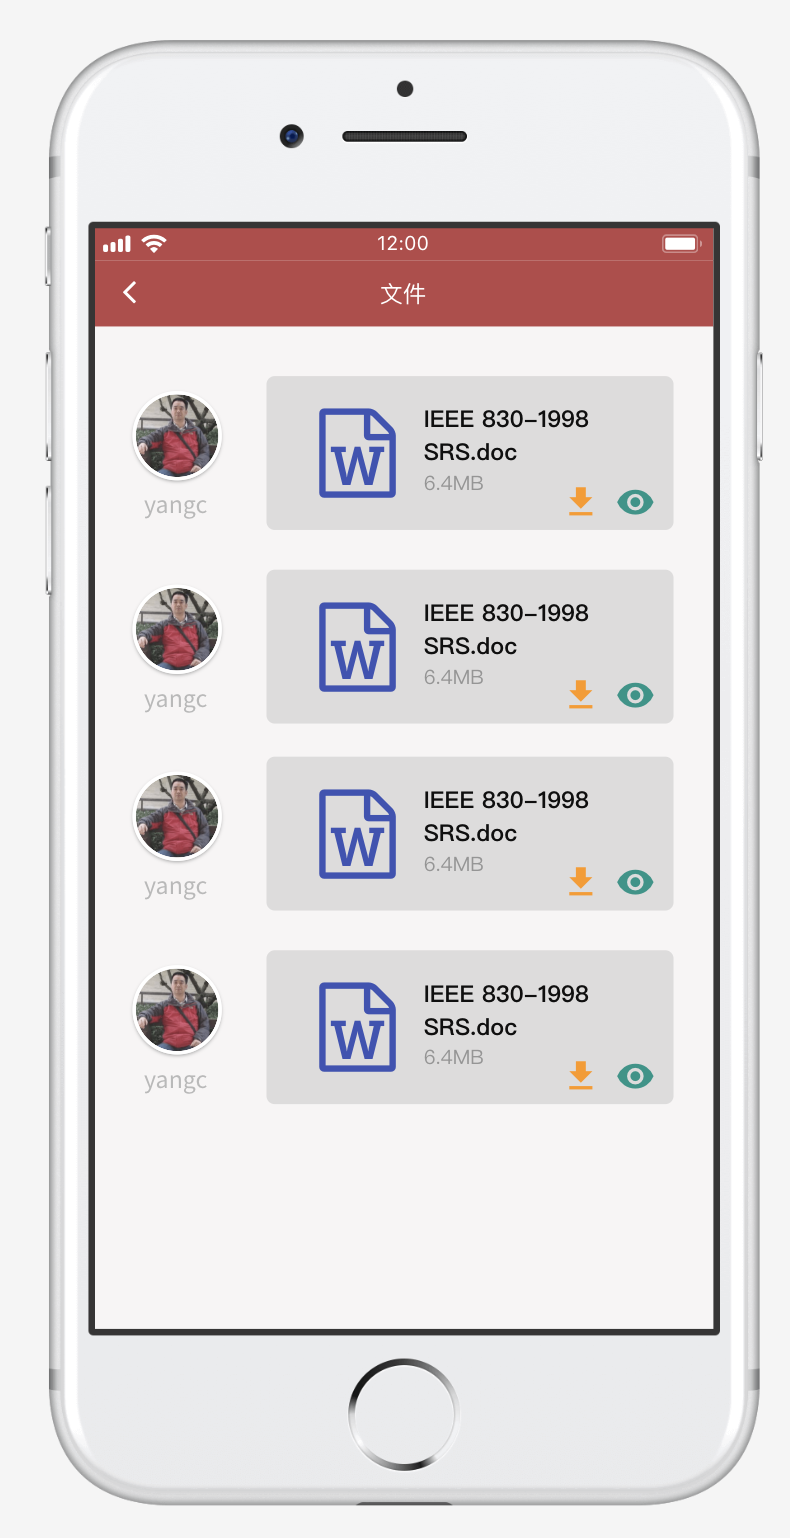 12:00
文件
IEEE 830-1998
SRS.doc
6.4MB
yangc
IEEE 830-1998
SRS.doc
6.4MB
yangc
IEEE 830-1998
SRS.doc
6.4MB
yangc
IEEE 830-1998
SRS.doc
6.4MB
yangc